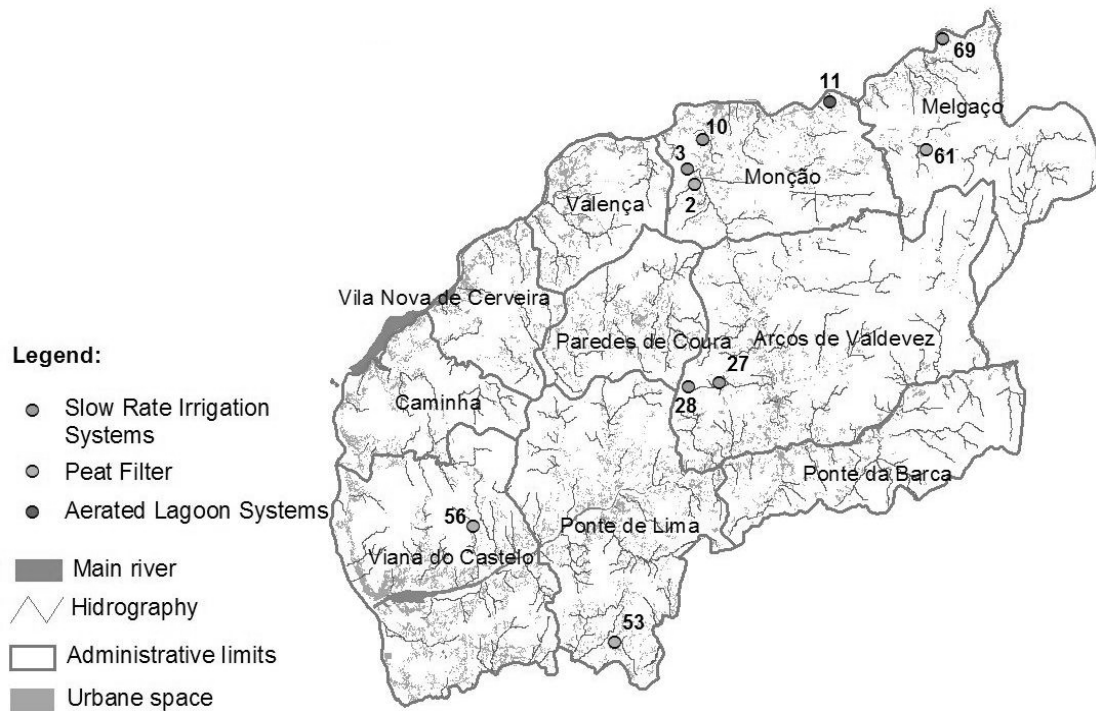 69
11
Melgaço
10
61
3
Monção
2
Valença
Vila Nova de Cerveira
Paredes de Coura
Arcos de Valdevez
Legend:
27
28
Slow Rate Irrigation
Systems
Caminha
Peat Filter
Ponte da Barca
Aerated Lagoon Systems
56
Ponte de Lima
Viana do Castelo
Main river
Hidrography
53
Administrative limits
Urbane space